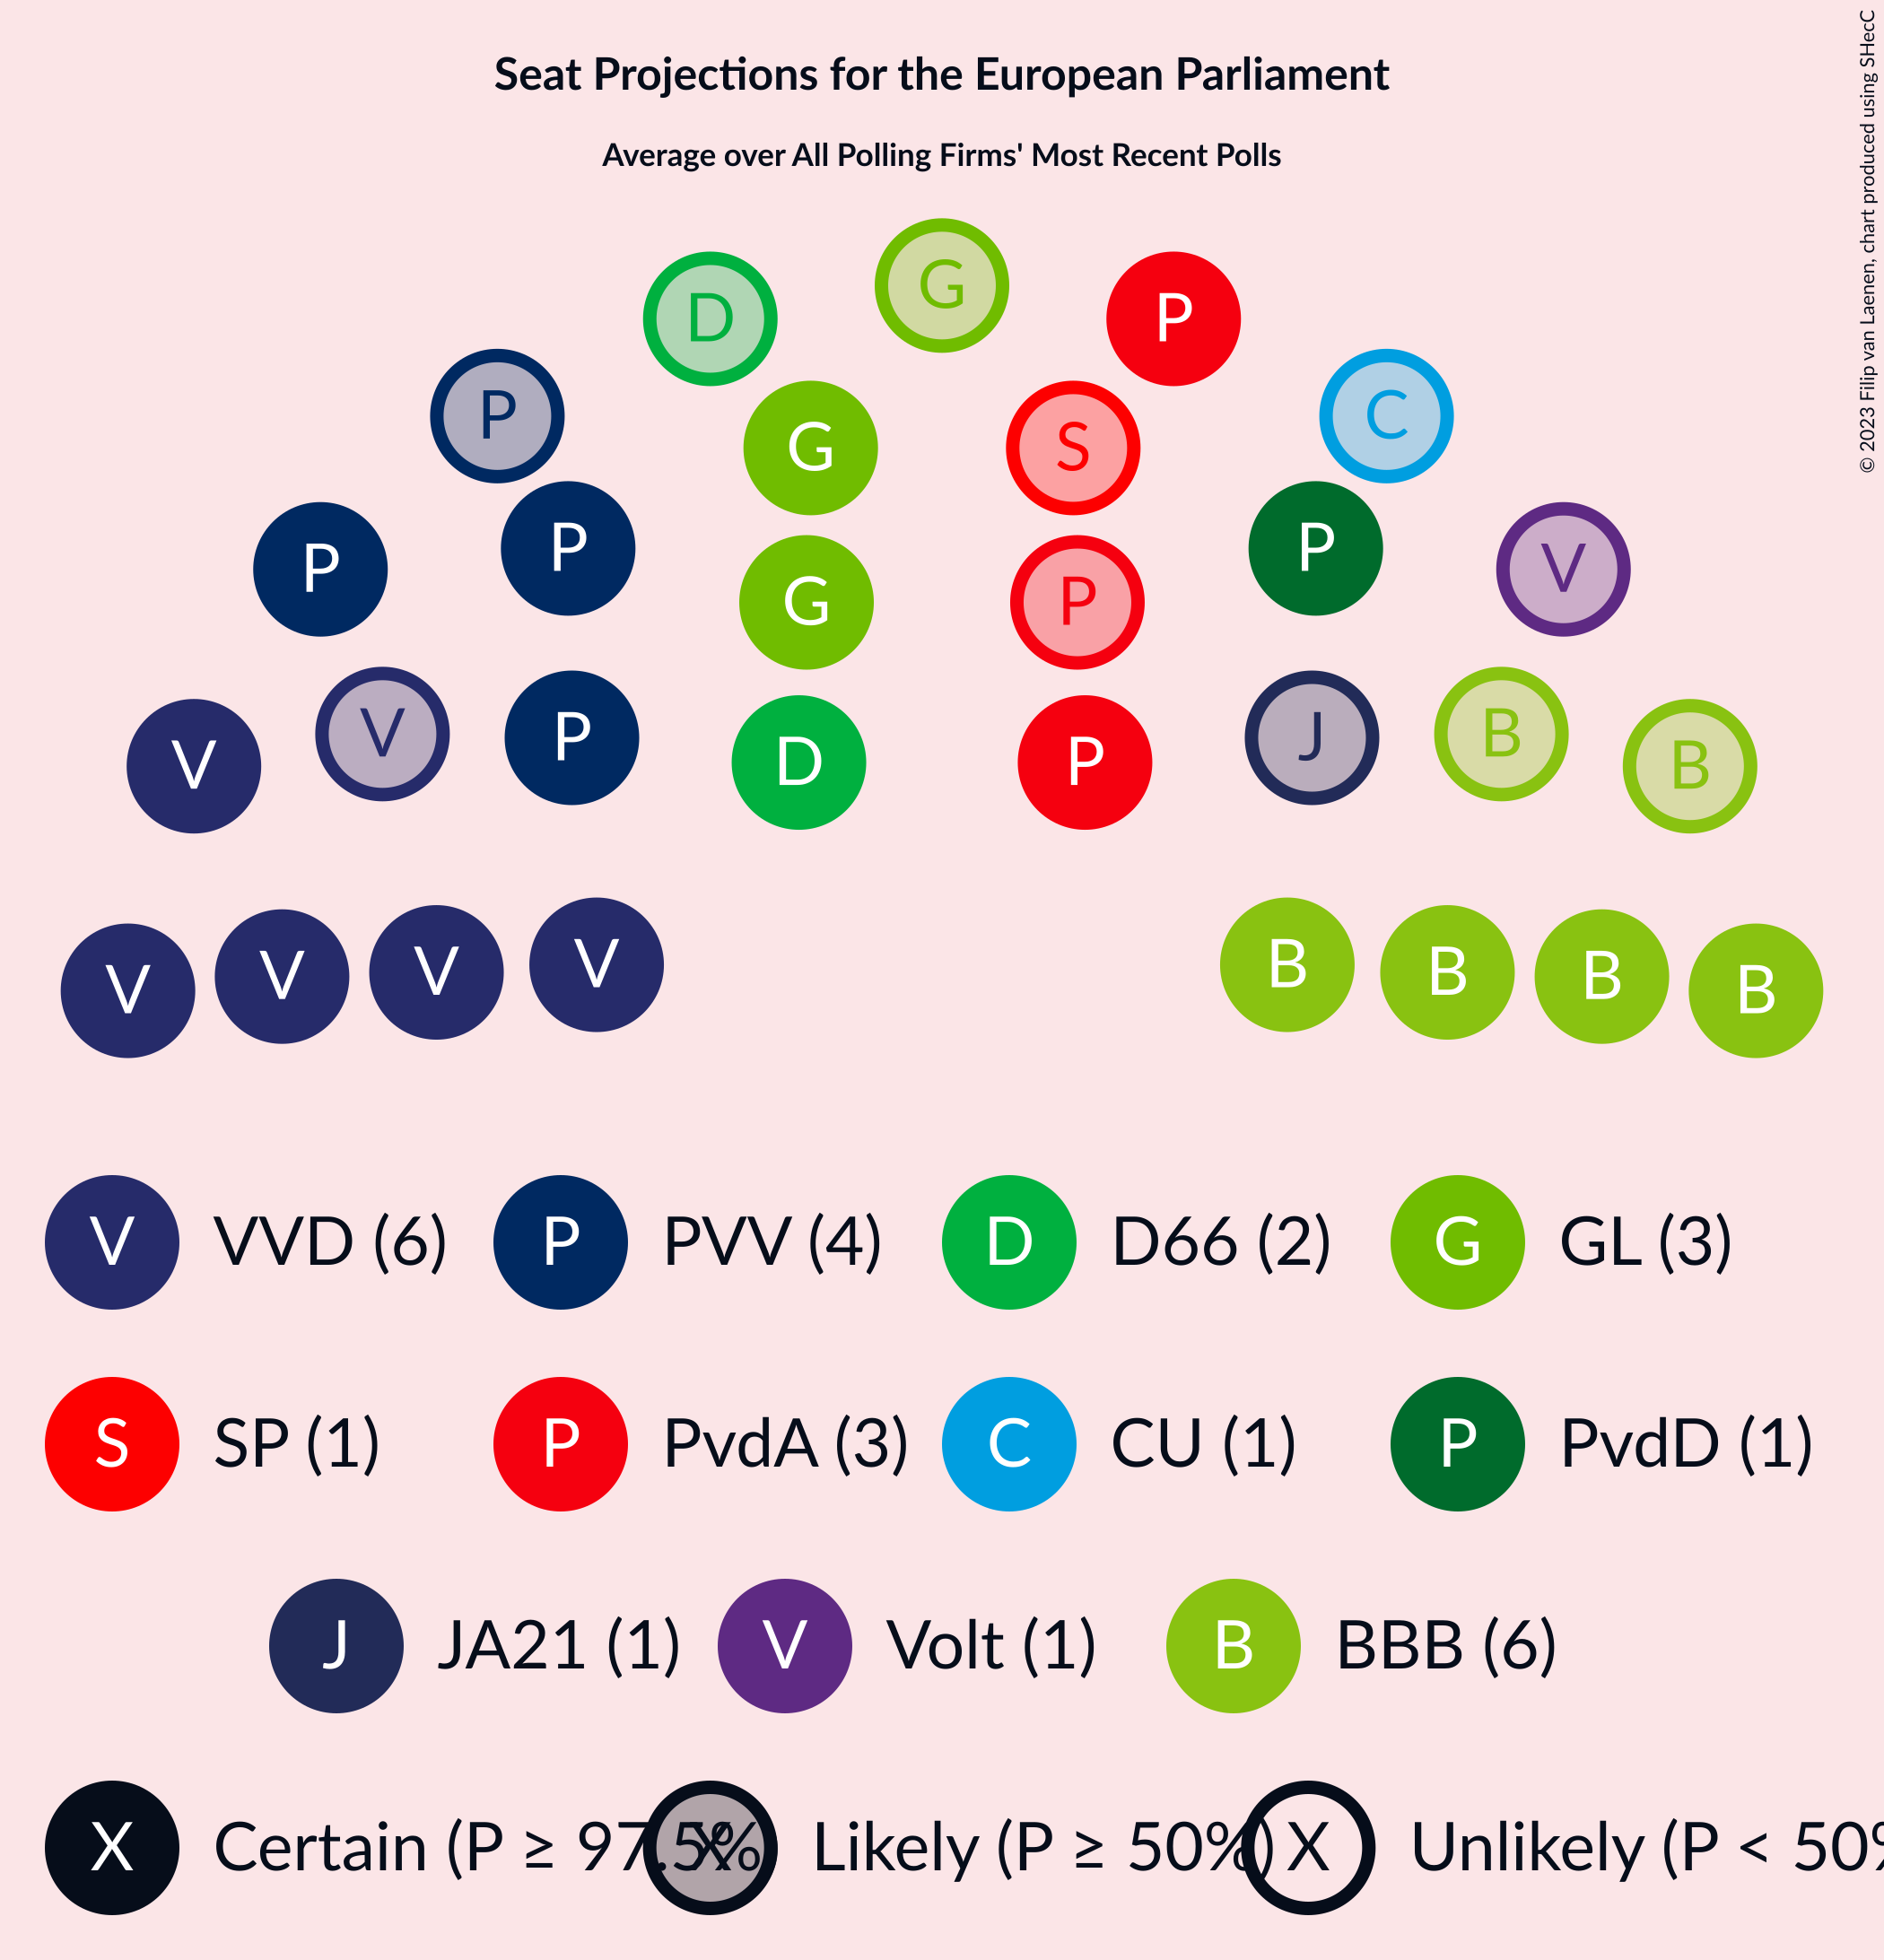 Seat Projections for the European Parliament
Average over All Polling Firms' Most Recent Polls
© 2023 Filip van Laenen, chart produced using SHecC
G
D P
P C
G S
P P
P V
G P
V V P D P J B B
V V V V B B B B
V VVD (6) P PVV (4) D D66 (2) G GL (3)
S SP (1) P PvdA (3) C CU (1) P PvdD (1)
J JA21 (1) V Volt (1) B BBB (6)
X Certain (P ≥ 97.5% X Likely (P ≥ 50%) X Unlikely (P < 50%